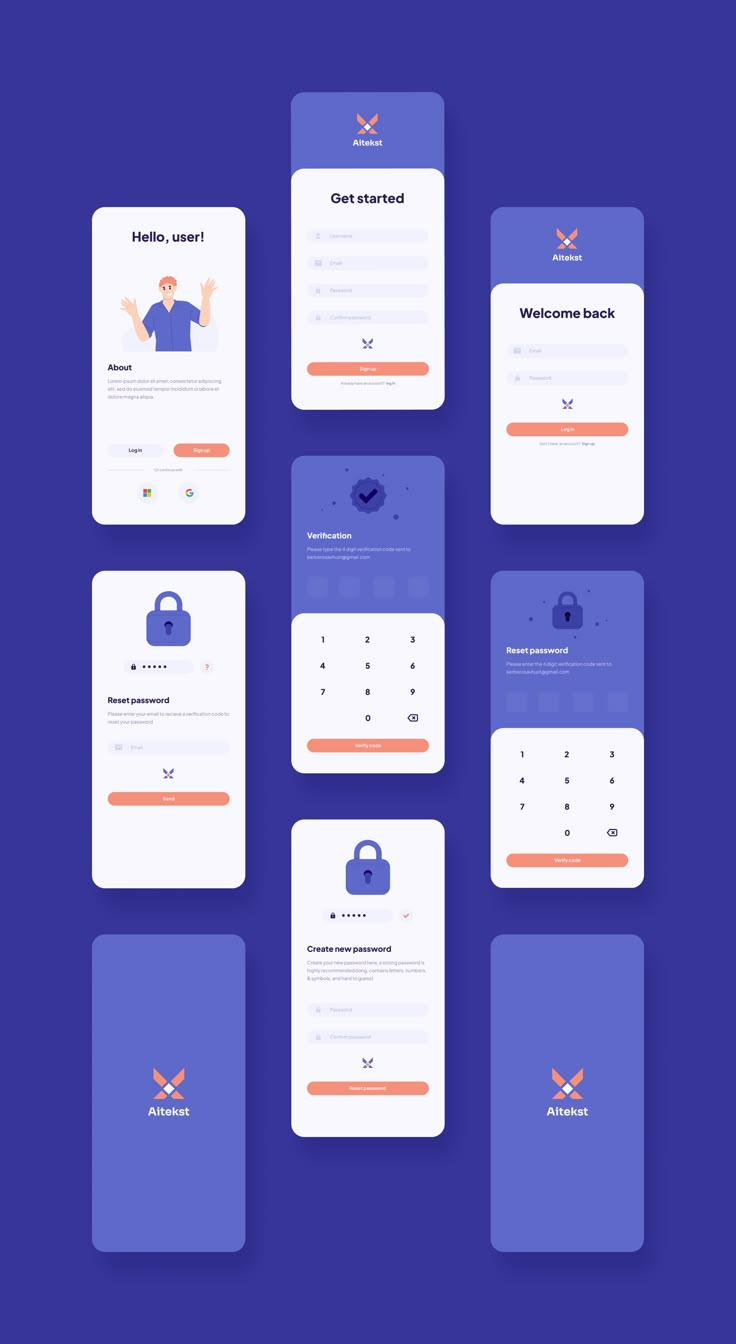 Hello, user!
About
Lorem ipsum dolor sit amet, consectetur adipiscing
elit, sed do eiusmod tempor incididunt ut labore et
dolore magna aliqua.
Log in
Sign up
Or continue with
Aitekst
Get started
Username
Email
Password
Confirm password
Sign up
Already have an account? log in
Aitekst
Welcome back
Email
Password
Log in
Don't have an account? Sign up
Verification
Please type the 4 digit verification code sent to
1 2 3
4 5 6
7 8 9
0
Verify code
?
Reset password
Please enter your email to recieve a verification code to
reset your password
Email
Send
Reset password
Please enter the 4 digit verification code sent to
1 2 3
4 5 6
7 8 9
0
Verify code
Create new password
Create your new password here, a strong password is
highly recommended (long, contains letters, numbers,
& symbols, and hard to guess)
Password
Confirm password
Reset password
Aitekst
Aitekst